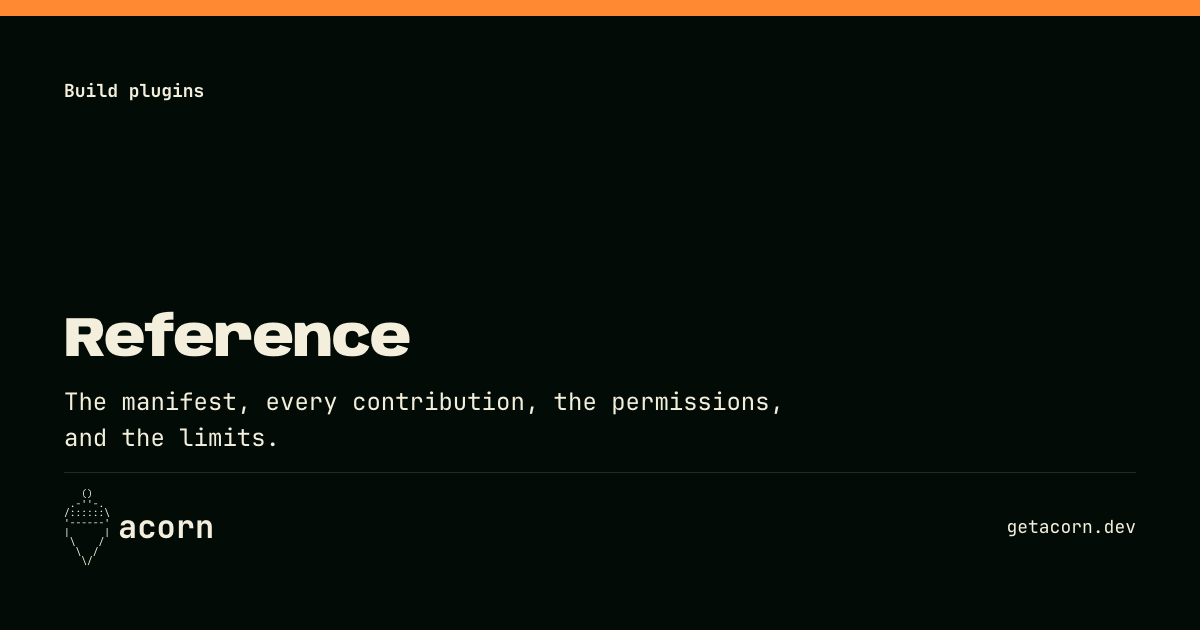 Build plugins
Reference
The manifest, every contribution, the permissions,
and the limits.
acorn
getacorn.dev